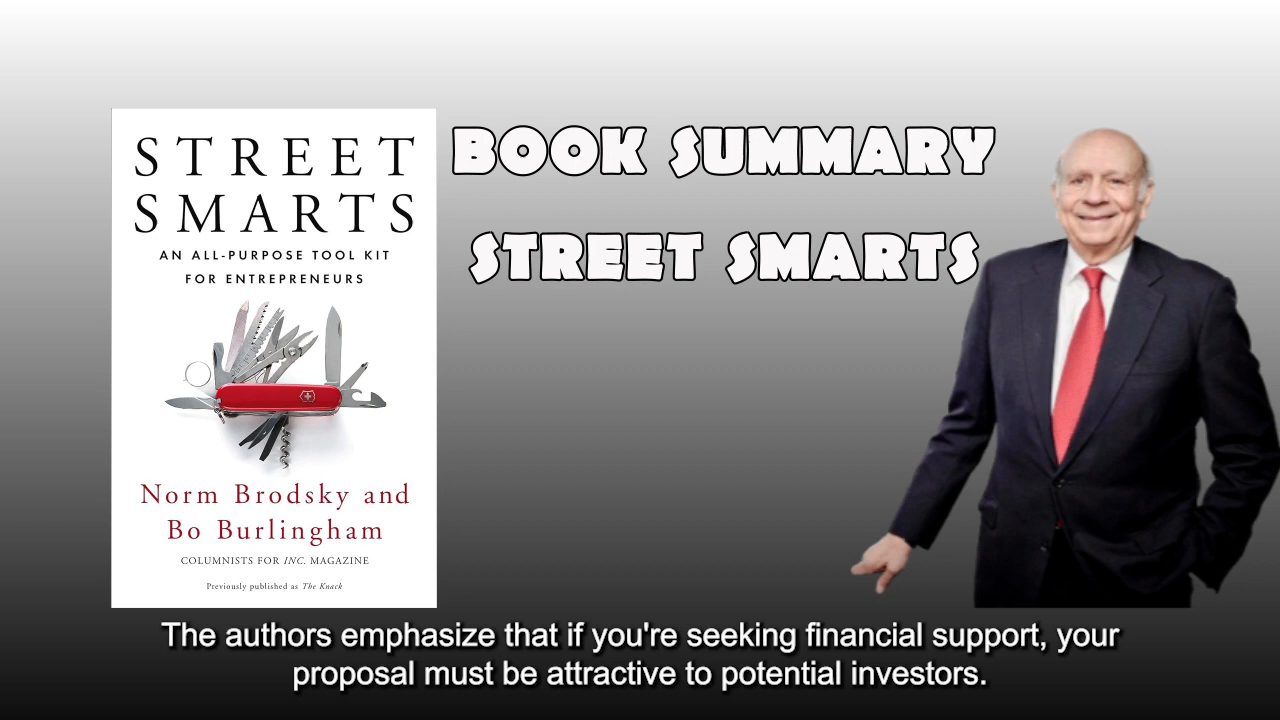 STREET
SMARTS
AN ALL-PURPOSE TOOL KIT
FOR ENTREPRENEURS
Norm Brodsky and
Bo Burlingham
COLUMNISTS FOR INC. MAGAZINE
Previously published as The Knack
BOOK SUMMARY
STREET SMARTS
The authors emphasize that if you're seeking financial support, your
proposal must be attractive to potential investors.